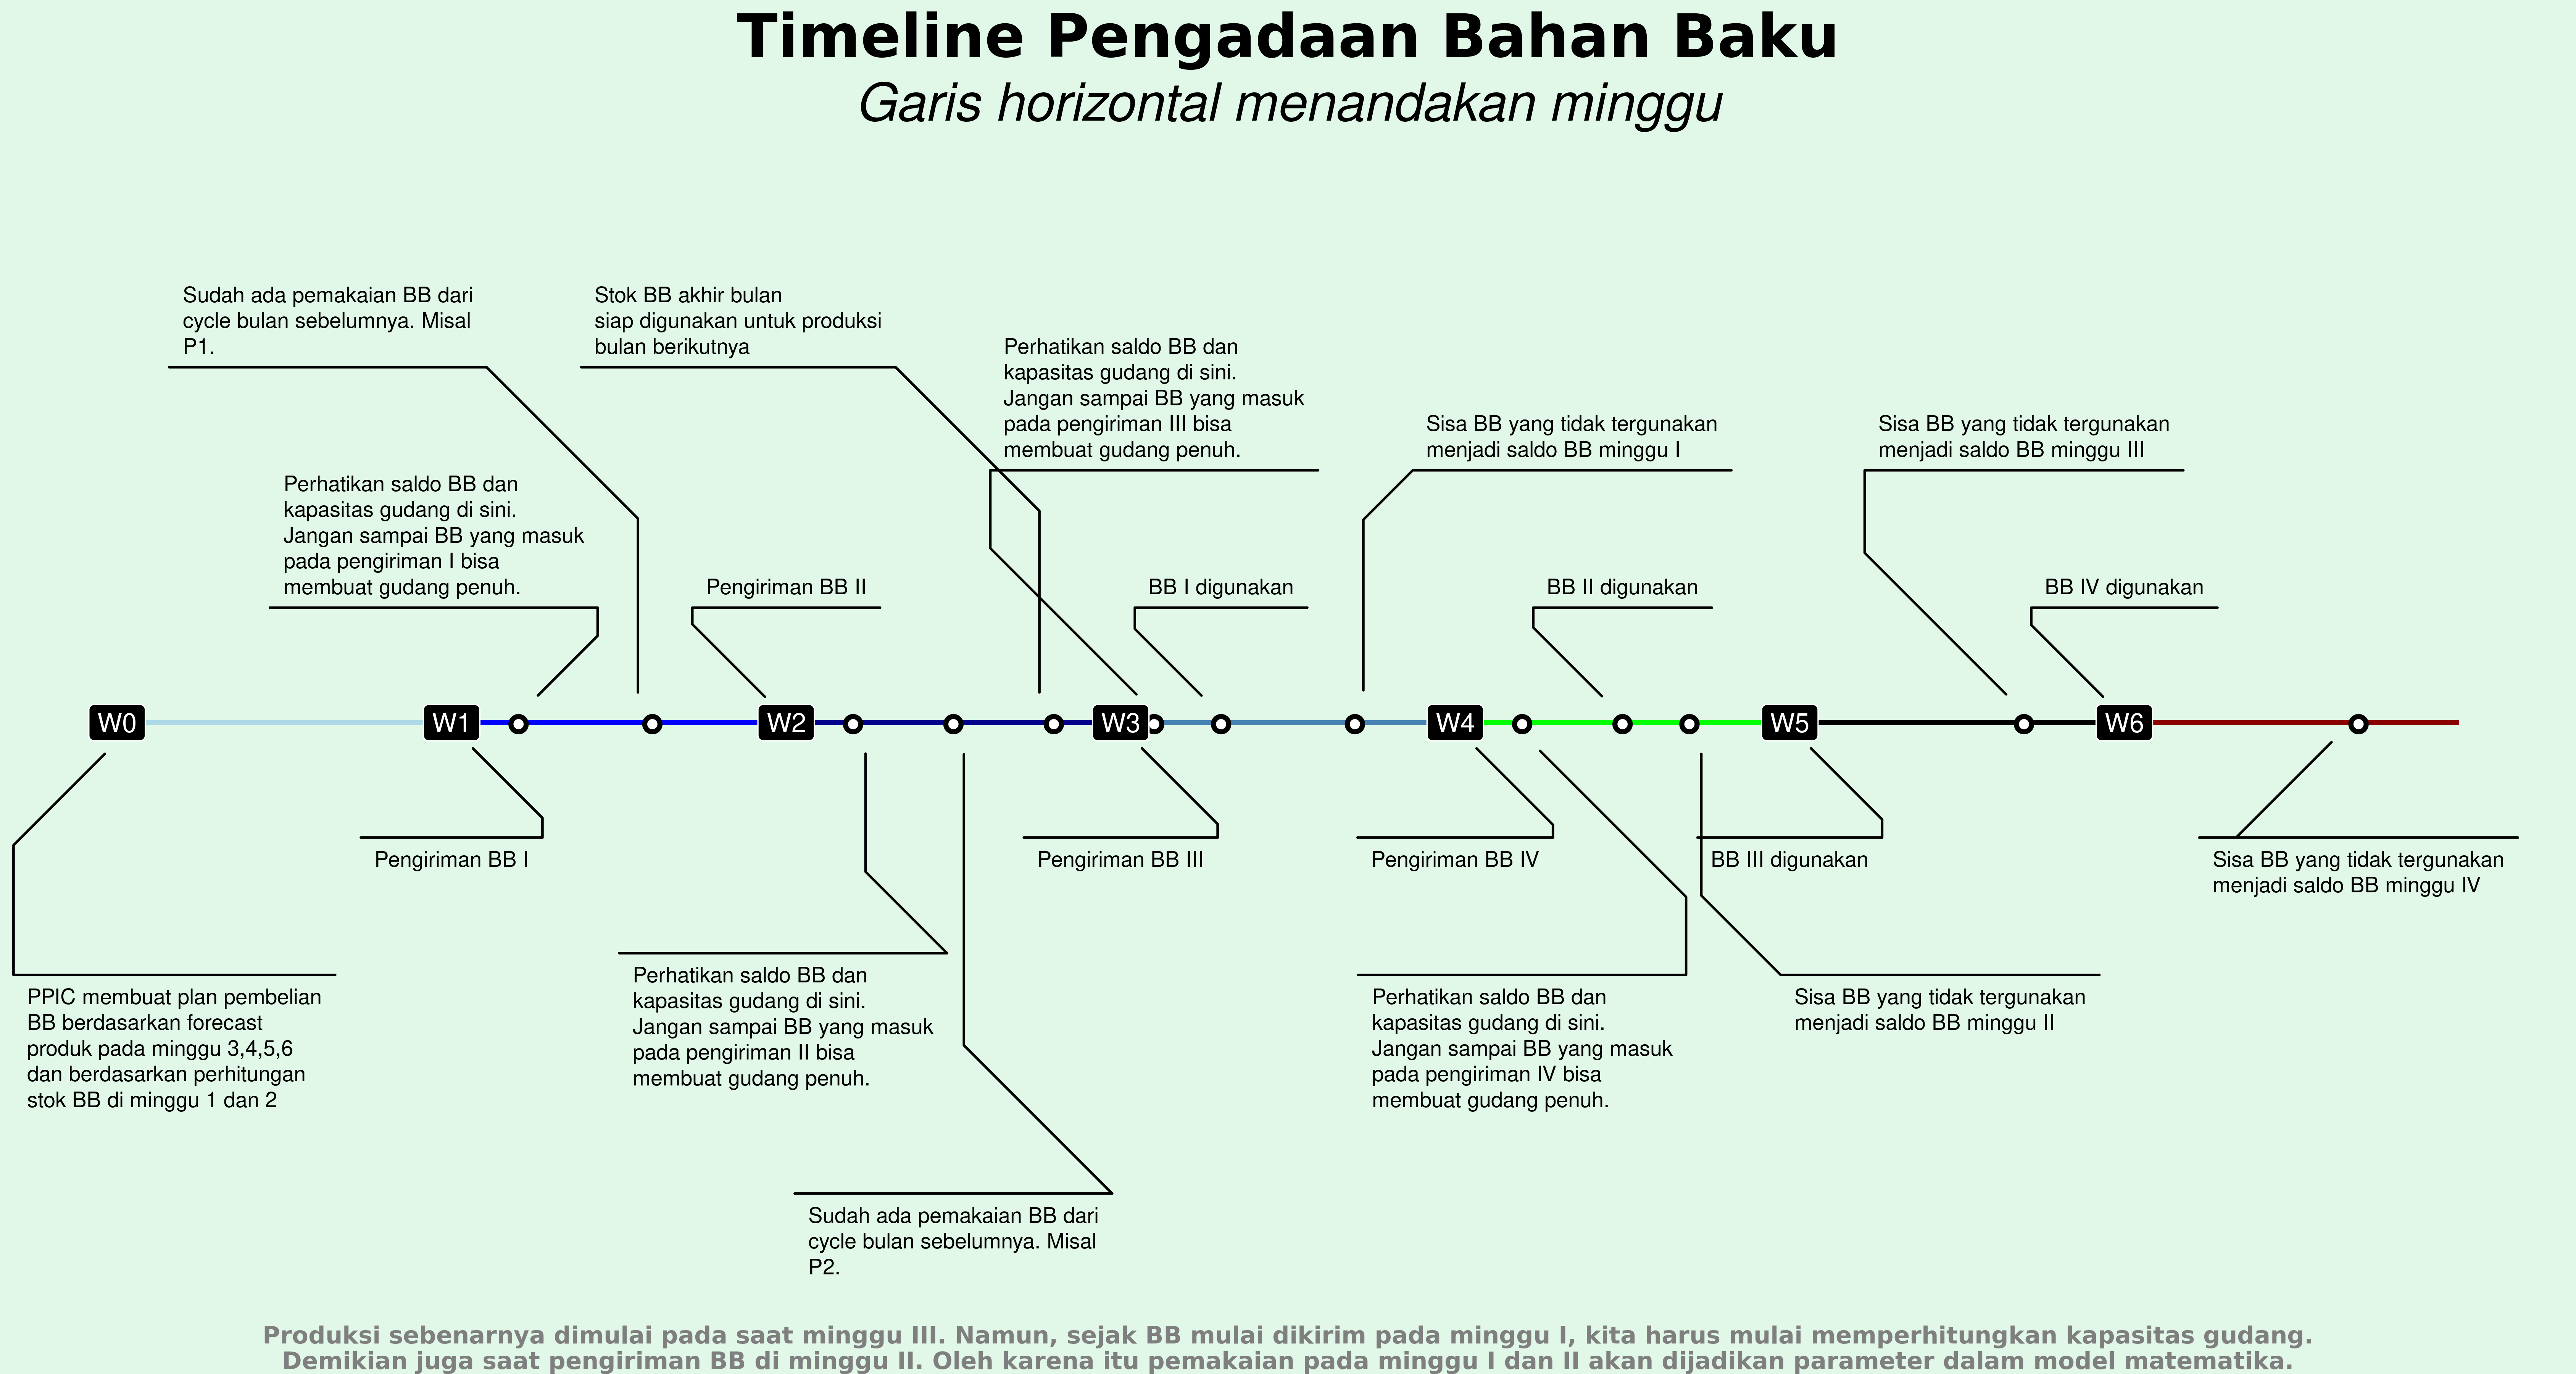 Timeline Pengadaan Bahan Baku
Garis horizontal menandakan minggu
Sudah ada pemakaian BB dari
cycle bulan sebelumnya. Misal
P1.
Stok BB akhir bulan
siap digunakan untuk produksi
bulan berikutnya
Perhatikan saldo BB dan
kapasitas gudang di sini.
Jangan sampai BB yang masuk
pada pengiriman III bisa
membuat gudang penuh.
Sisa BB yang tidak tergunakan
menjadi saldo BB minggu I
Sisa BB yang tidak tergunakan
menjadi saldo BB minggu III
Perhatikan saldo BB dan
kapasitas gudang di sini.
Jangan sampai BB yang masuk
pada pengiriman I bisa
membuat gudang penuh.
Pengiriman BB II
BB I digunakan
BB II digunakan
BB IV digunakan
W0
W1
W2
W3
W4
W5
W6
Pengiriman BB I
Pengiriman BB III
Pengiriman BB IV
BB III digunakan
Sisa BB yang tidak tergunakan
menjadi saldo BB minggu IV
PPIC membuat plan pembelian
BB berdasarkan forecast
produk pada minggu 3,4,5,6
dan berdasarkan perhitungan
stok BB di minggu 1 dan 2
Perhatikan saldo BB dan
kapasitas gudang di sini.
Jangan sampai BB yang masuk
pada pengiriman II bisa
membuat gudang penuh.
Perhatikan saldo BB dan
kapasitas gudang di sini.
Jangan sampai BB yang masuk
pada pengiriman IV bisa
membuat gudang penuh.
Sisa BB yang tidak tergunakan
menjadi saldo BB minggu II
Sudah ada pemakaian BB dari
cycle bulan sebelumnya. Misal
P2.
Produksi sebenarnya dimulai pada saat minggu III. Namun, sejak BB mulai dikirim pada minggu I, kita harus mulai memperhitungkan kapasitas gudang.
Demikian juga saat pengiriman BB di minggu II. Oleh karena itu pemakaian pada minggu I dan II akan dijadikan parameter dalam model matematika.